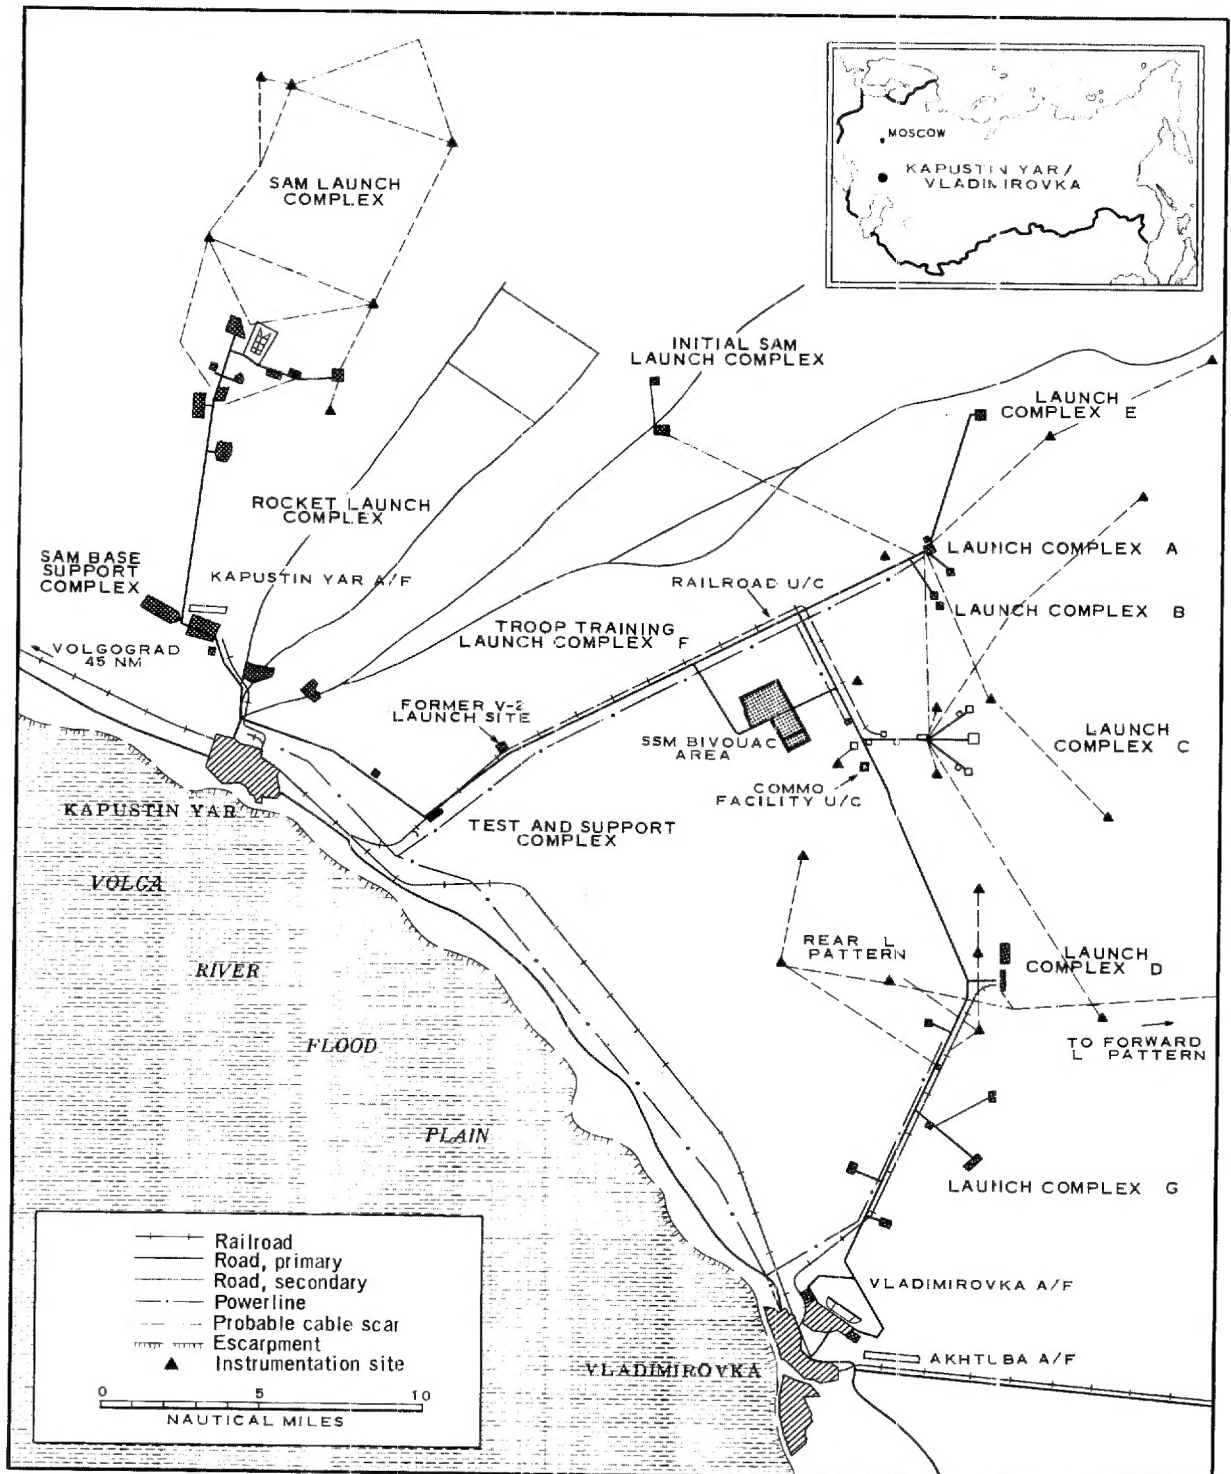 MOSCOW
KAPUSTIN YAR/
VLADIMIROVKA
SAM LAUNCH
COMPLEX
INITIAL SAM
LAUNCH COMPLEX
LAUNCH
COMPLEX E
ROCKET LAUNCH
COMPLEX
SAM BASE
SUPPORT
COMPLEX
KAPUSTIN YAR A/F
LAUNCH COMPLEX A
RAILROAD U/C
LAUNCH COMPLEX B
TROOP TRAINING
LAUNCH COMPLEX F
VOLGOGRAD
45 NM
FORMER V-2
LAUNCH SITE
SSM BIVOUAC
AREA
LAUNCH
COMPLEX C
COMMO
FACILITY U/C
KAPUSTIN YAR
TEST AND SUPPORT
COMPLEX
VOLGA
RIVER
FLOOD
PLAIN
REAR L
PATTERN
LAUNCH
COMPLEX D
TO FORWARD
L PATTERN
LAUNCH COMPLEX G
VLADIMIROVKA A/F
AKHTUBA A/F
VLADIMIROVKA
Railroad
Road, primary
Road, secondary
Powerline
Probable cable scar
Escarpment
Instrumentation site
0 5 10
NAUTICAL MILES